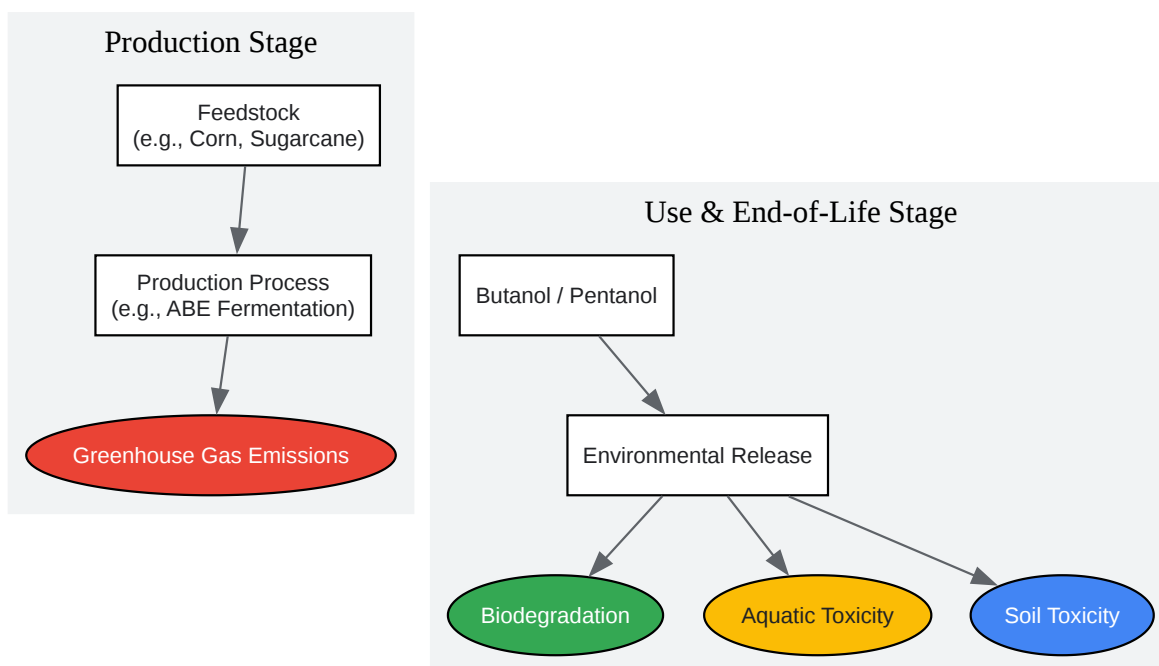 Production Stage
Feedstock
(e.g., Corn, Sugarcane)
Production Process
(e.g., ABE Fermentation)
Greenhouse Gas Emissions
Use & End-of-Life Stage
Butanol / Pentanol
Environmental Release
Biodegradation
Aquatic Toxicity
Soil Toxicity